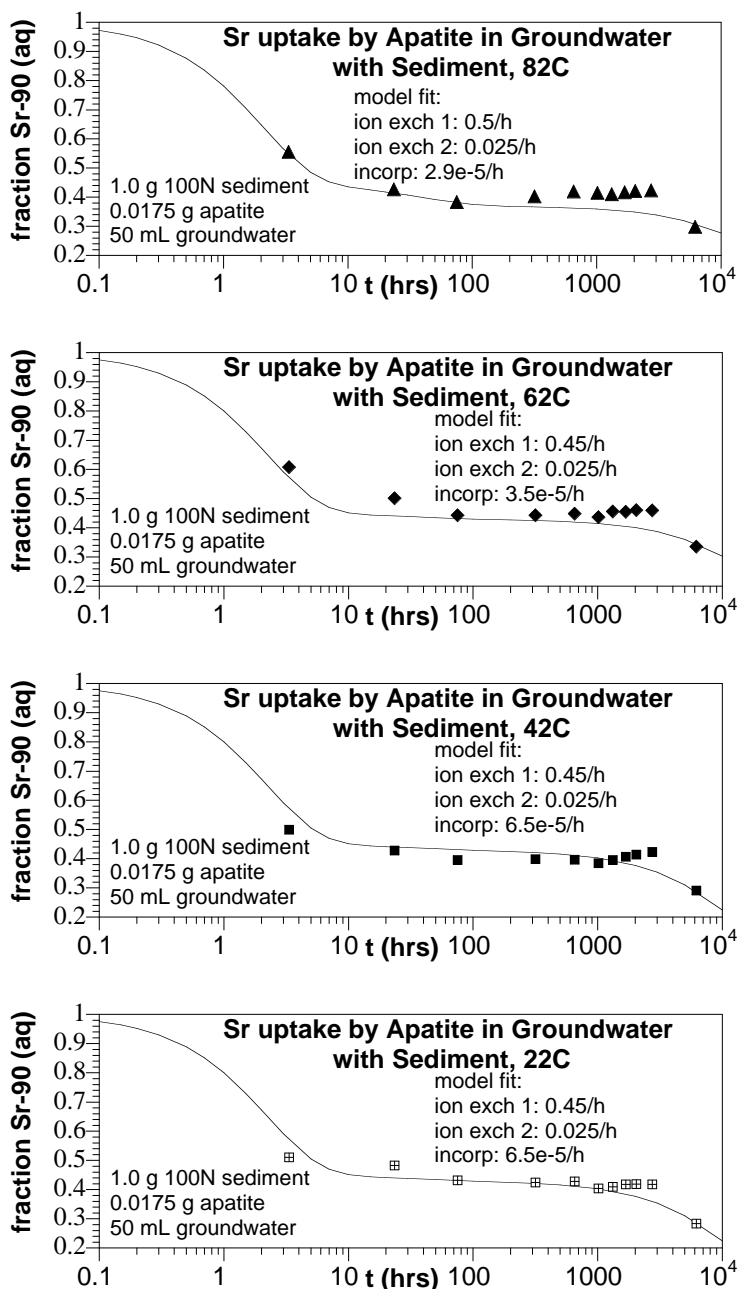 Sr uptake by Apatite in Groundwater
with Sediment, 82C
model fit:
ion exch 1: 0.5/h
ion exch 2: 0.025/h
incorp: 2.9e-5/h
1.0 g 100N sediment
0.0175 g apatite
50 mL groundwater
fraction Sr-90 (aq)
1
0.9
0.8
0.7
0.6
0.5
0.4
0.3
0.2
0.1
1
10
100
1000
10⁴
t (hrs)
Sr uptake by Apatite in Groundwater
with Sediment, 62C
model fit:
ion exch 1: 0.45/h
ion exch 2: 0.025/h
incorp: 3.5e-5/h
1.0 g 100N sediment
0.0175 g apatite
50 mL groundwater
fraction Sr-90 (aq)
1
0.9
0.8
0.7
0.6
0.5
0.4
0.3
0.2
0.1
1
10
100
1000
10⁴
t (hrs)
Sr uptake by Apatite in Groundwater
with Sediment, 42C
model fit:
ion exch 1: 0.45/h
ion exch 2: 0.025/h
incorp: 6.5e-5/h
1.0 g 100N sediment
0.0175 g apatite
50 mL groundwater
fraction Sr-90 (aq)
1
0.9
0.8
0.7
0.6
0.5
0.4
0.3
0.2
0.1
1
10
100
1000
10⁴
t (hrs)
Sr uptake by Apatite in Groundwater
with Sediment, 22C
model fit:
ion exch 1: 0.45/h
ion exch 2: 0.025/h
incorp: 6.5e-5/h
1.0 g 100N sediment
0.0175 g apatite
50 mL groundwater
fraction Sr-90 (aq)
1
0.9
0.8
0.7
0.6
0.5
0.4
0.3
0.2
0.1
1
10
100
1000
10⁴
t (hrs)